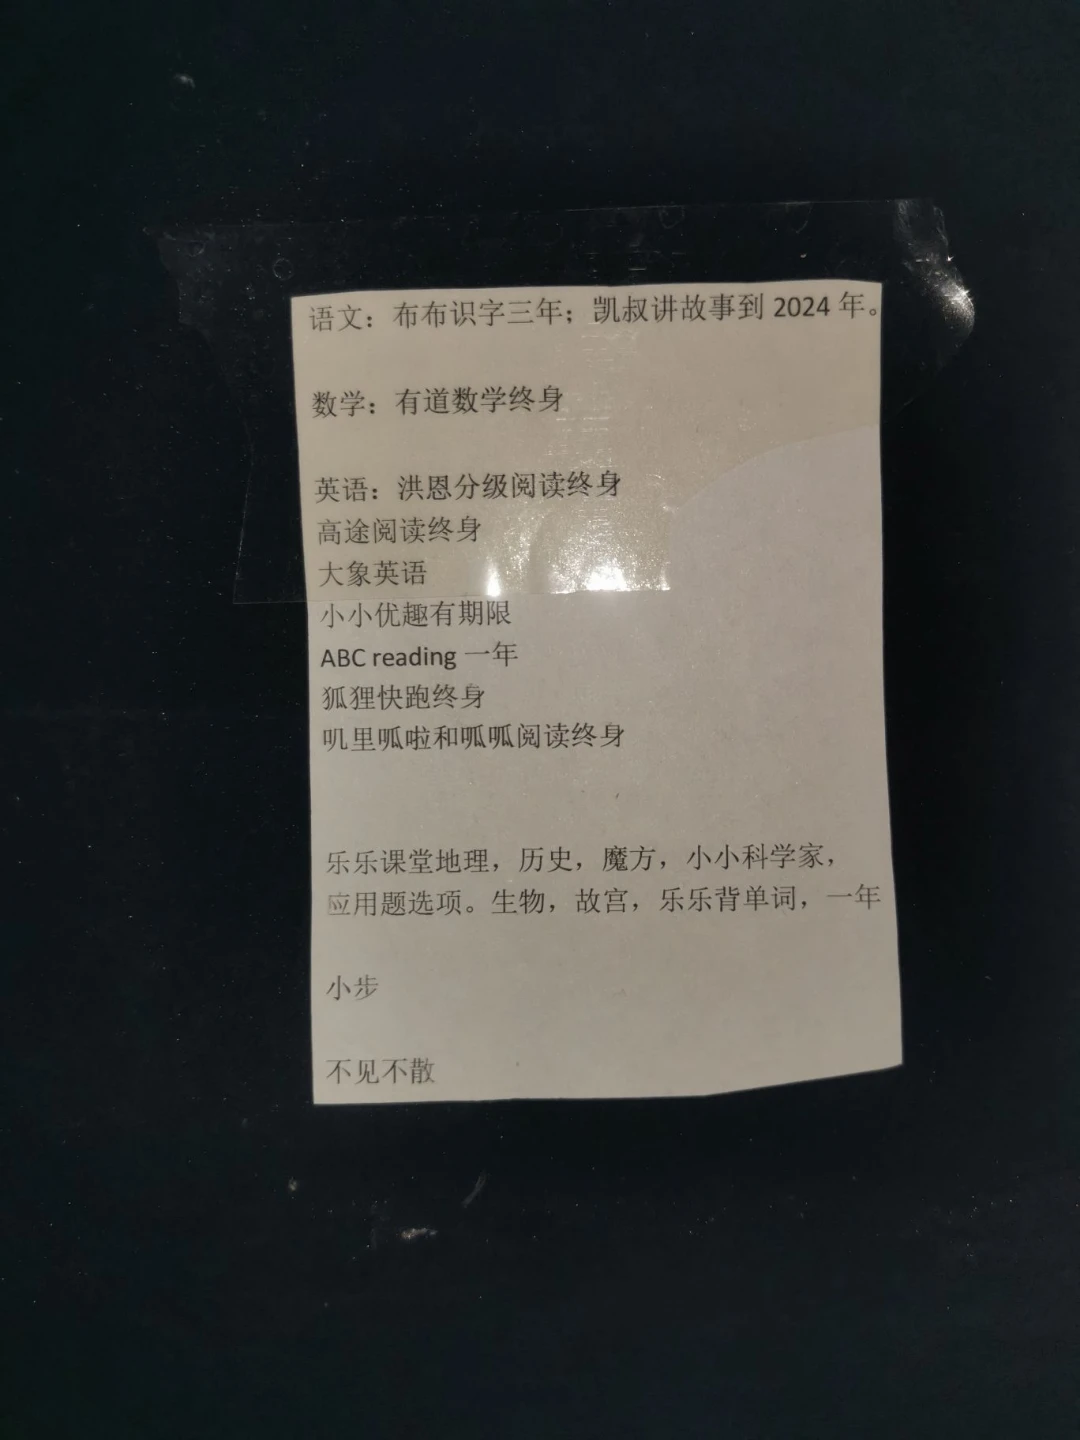 语文：布布识字三年；凯叔讲故事到 2024 年。
数学：有道数学终身
英语：洪恩分级阅读终身
高途阅读终身
大象英语
小小优趣有期限
ABC reading 一年
狐狸快跑终身
叽里呱啦和呱呱阅读终身
乐乐课堂地理，历史，魔方，小小科学家，
应用题选项。生物，故宫，乐乐背单词，一年
小步
不见不散